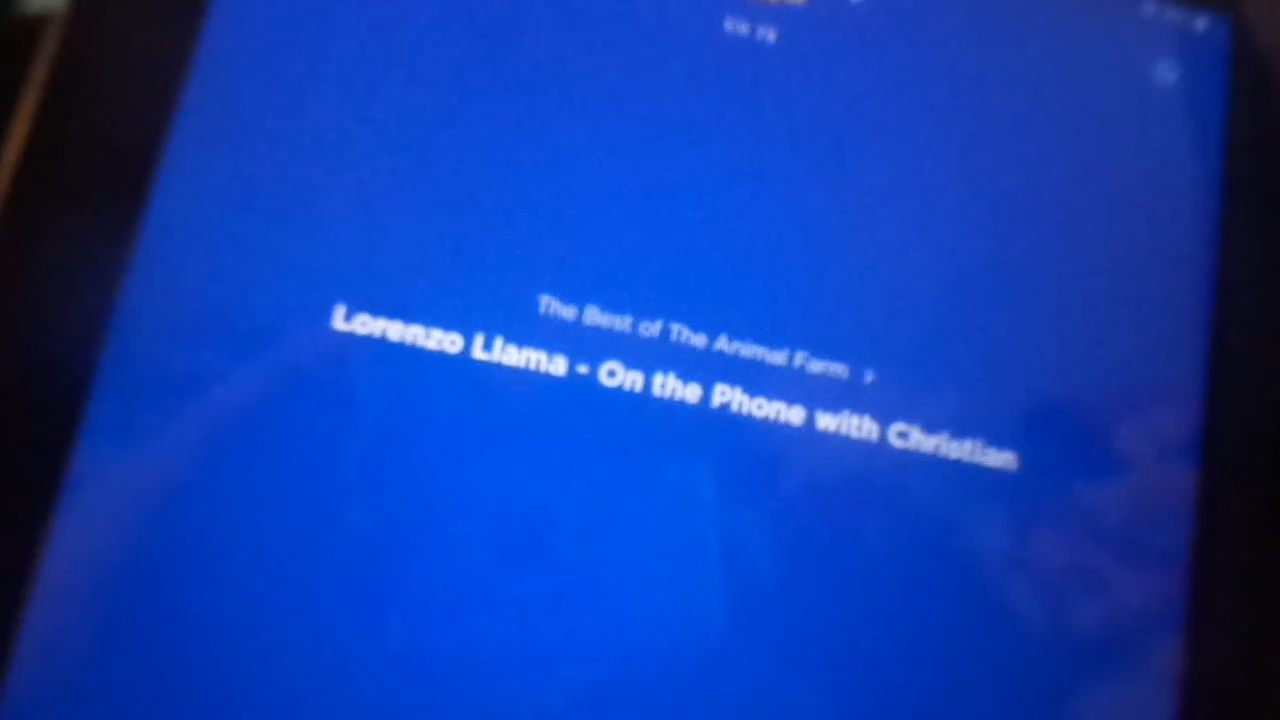 The Best of The Animal Farm >
Lorenzo Llama - On the Phone with Christian